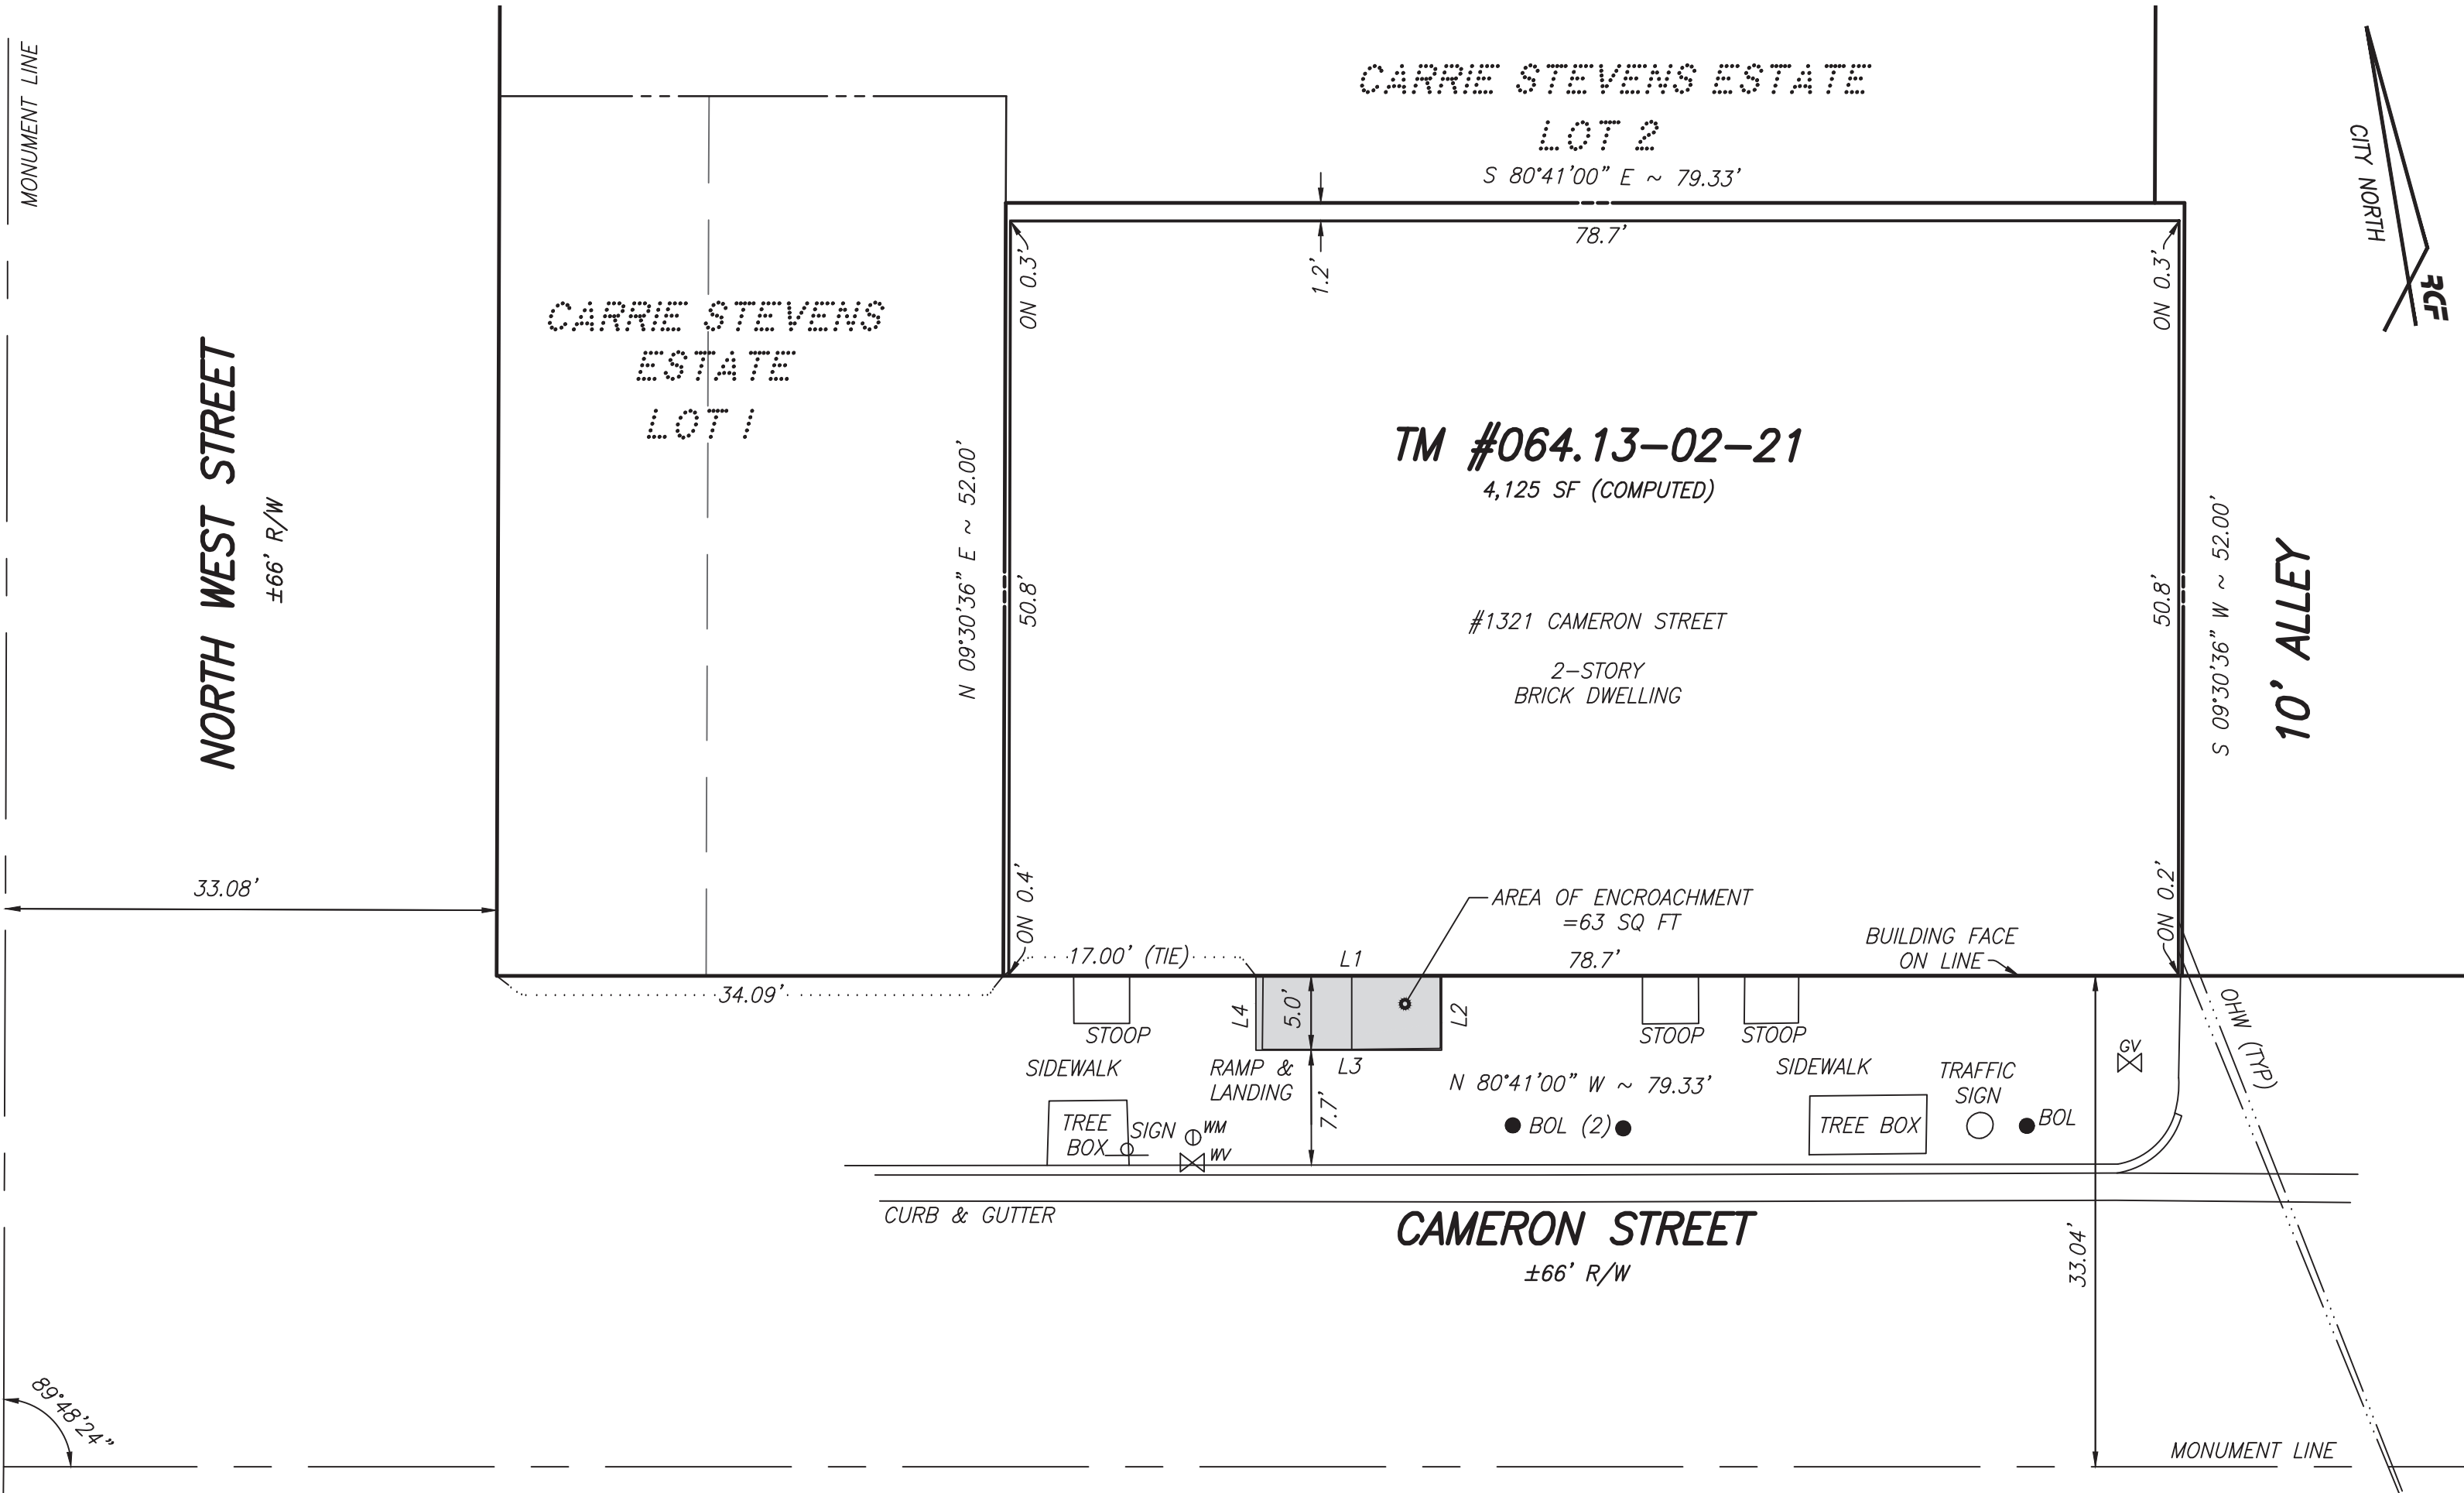 MONUMENT LINE
CARRIE STEVENS ESTATE
LOT 2
S 80°41'00" E ~ 79.33'
CITY NORTH
RCF
78.7'
1.2'
ON 0.3'
ON 0.3'
CARRIE STEVENS
ESTATE
LOT 1
NORTH WEST STREET
±66' R/W
N 09°30'36" E ~ 52.00'
50.8'
TM #064.13-02-21
4,125 SF (COMPUTED)
#1321 CAMERON STREET
2-STORY
BRICK DWELLING
50.8'
S 09°30'36" W ~ 52.00'
10' ALLEY
33.08'
ON 0.4'
AREA OF ENCROACHMENT
=63 SQ FT
ON 0.2'
17.00' (TIE)
L1
78.7'
BUILDING FACE
ON LINE
34.09'
L4
5.0'
L2
STOOP
STOOP
STOOP
OHW (TYP)
GV
SIDEWALK
RAMP &
LANDING
L3
7.7'
N 80°41'00" W ~ 79.33'
SIDEWALK
TRAFFIC
SIGN
TREE
BOX
SIGN
WM
WV
BOL (2)
TREE BOX
BOL
CURB & GUTTER
CAMERON STREET
±66' R/W
33.04'
89°48'24"
MONUMENT LINE